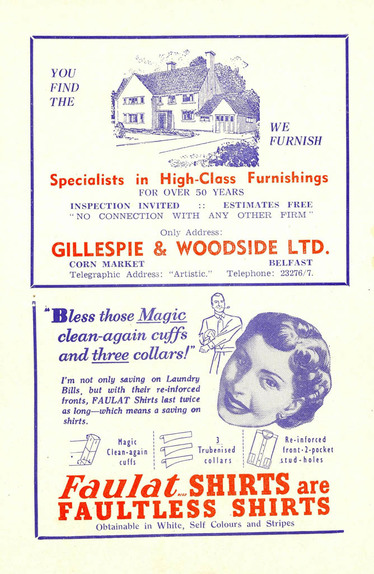 YOU
FIND
THE
WE
FURNISH
Specialists in High-Class Furnishings
FOR OVER 50 YEARS
INSPECTION INVITED :: ESTIMATES FREE
"NO CONNECTION WITH ANY OTHER FIRM"
Only Address:
GILLESPIE & WOODSIDE LTD.
CORN MARKET BELFAST
Telegraphic Address: "Artistic." Telephone: 23276/7.
"Bless those Magic
clean-again cuffs
and three collars!"
I'm not only saving on Laundry
Bills, but with their re-inforced
fronts, FAULAT Shirts last twice
as long—which means a saving on
shirts.
Magic
Clean-again
cuffs
3
Trubenised
collars
Re-inforced
front-2-pocket
stud-holes
Faulat SHIRTS are
FAULTLESS SHIRTS
Obtainable in White, Self Colours and Stripes